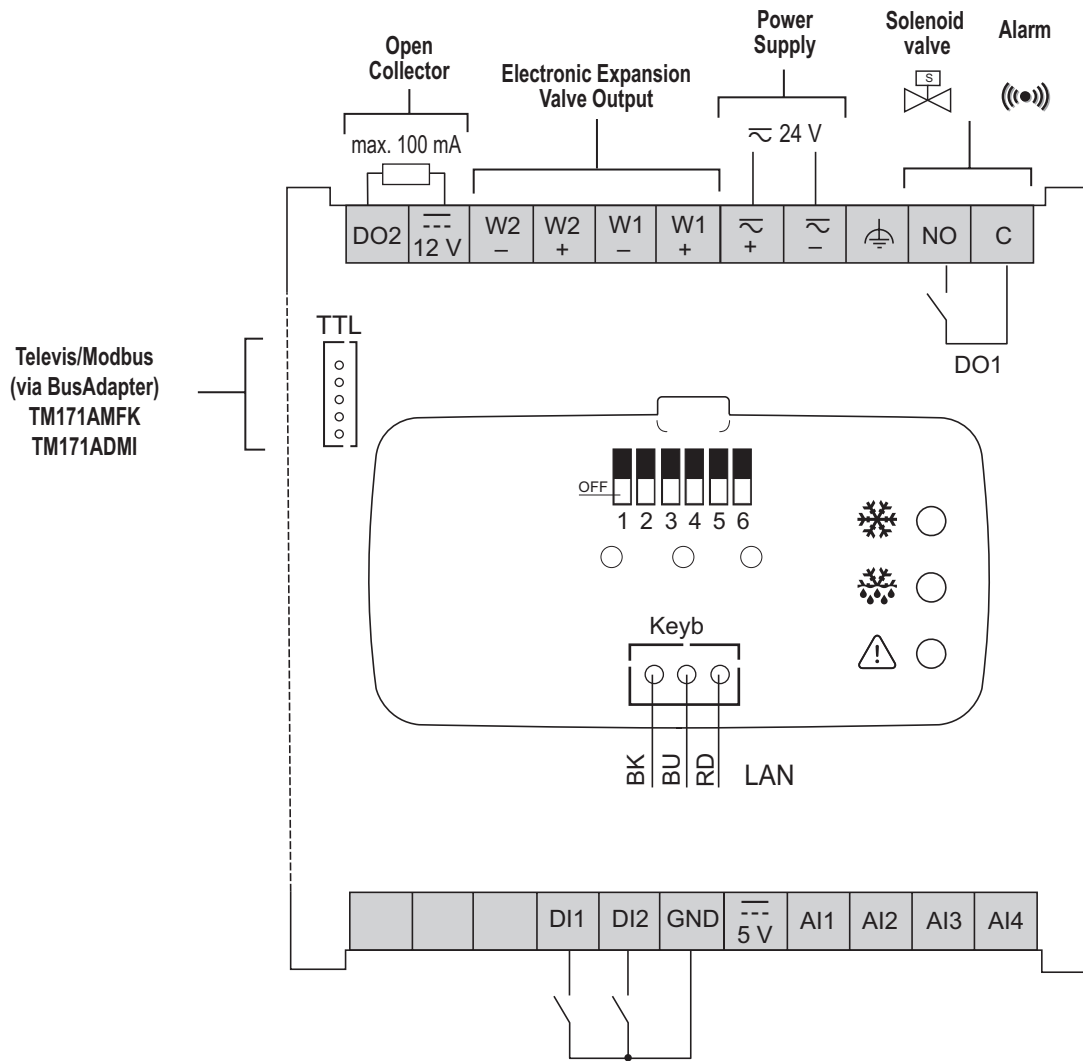 Open
Collector
max. 100 mA
Electronic Expansion
Valve Output
Power
Supply
24 V
Solenoid
valve
S
Alarm
DO2
12 V
W2
–
W2
+
W1
–
W1
+
+
–
NO
C
DO1
TTL
Televis/Modbus
(via BusAdapter)
TM171AMFK
TM171ADMI
OFF
1 2 3 4 5 6
Keyb
BK
BU
RD
LAN
DI1
DI2
GND
5 V
AI1
AI2
AI3
AI4